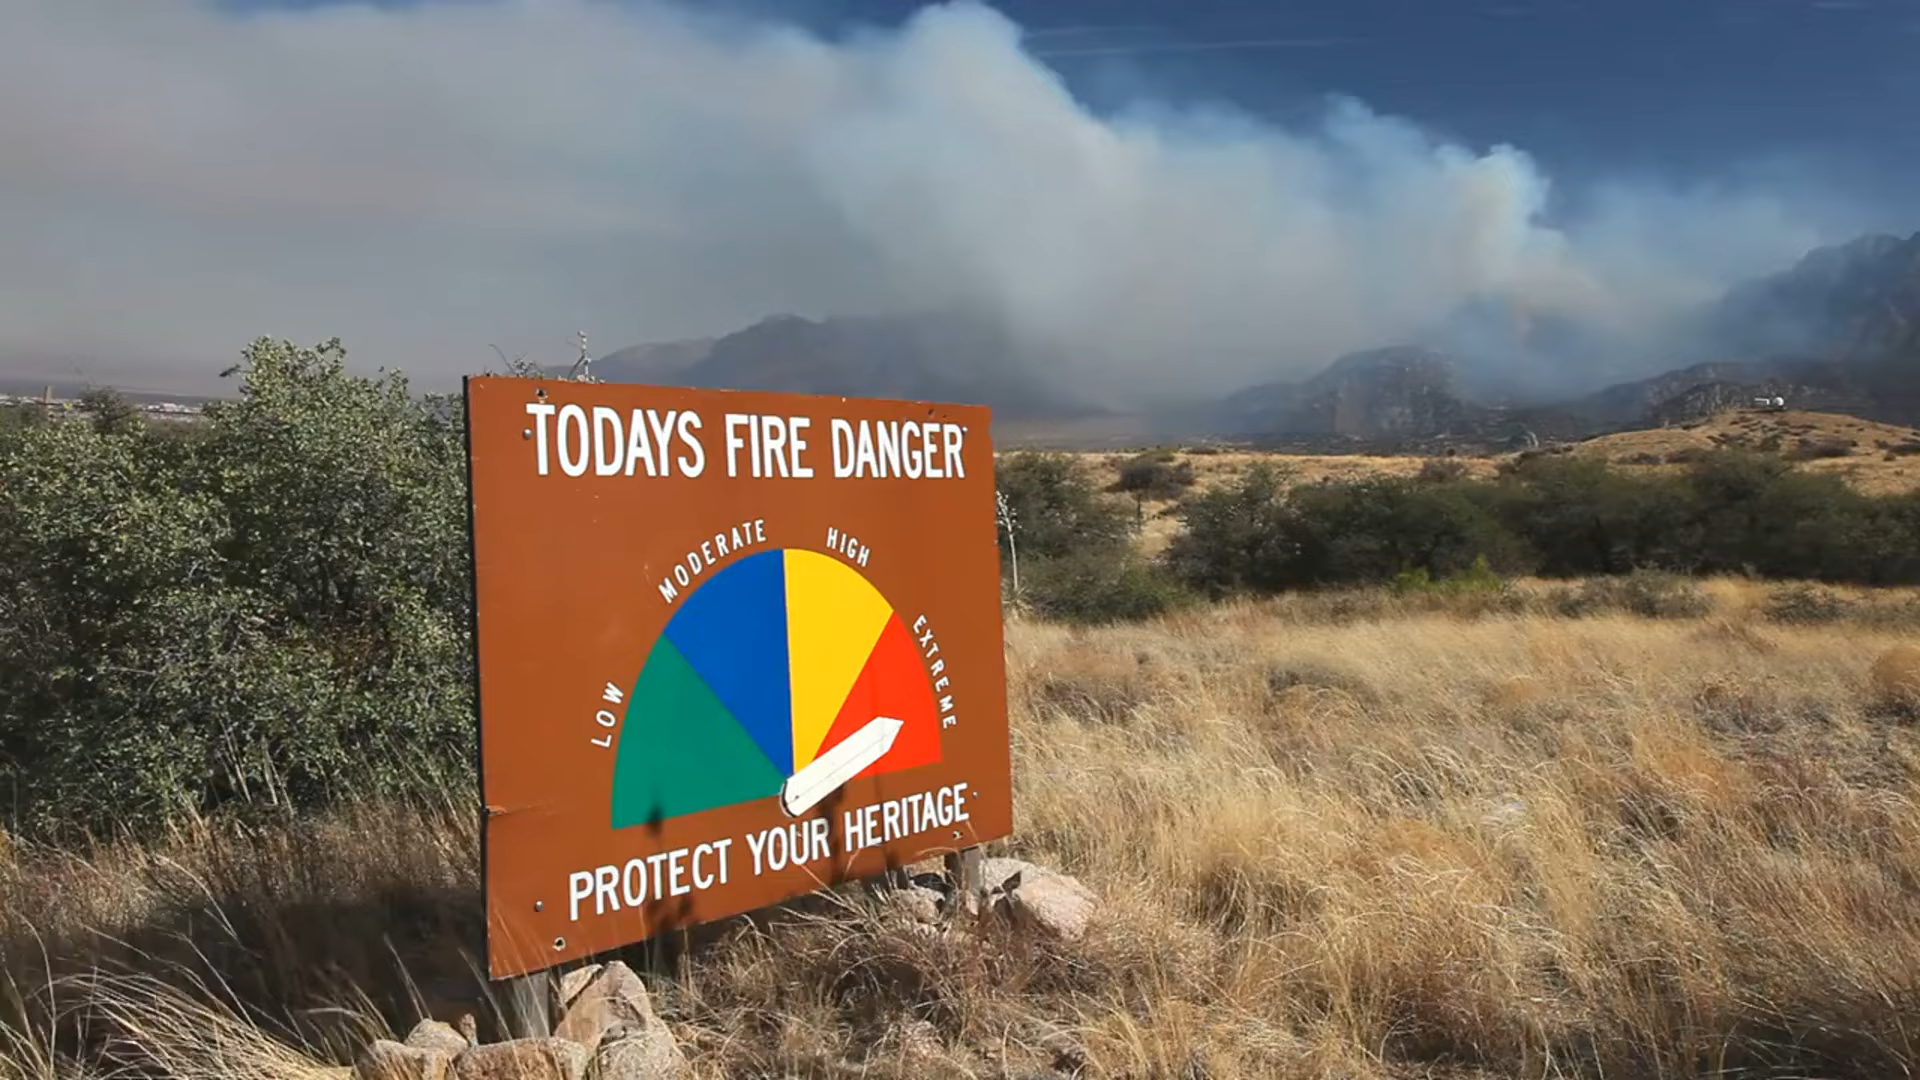 TODAYS FIRE DANGER
MODERATE
HIGH
LOW
EXTREME
PROTECT YOUR HERITAGE